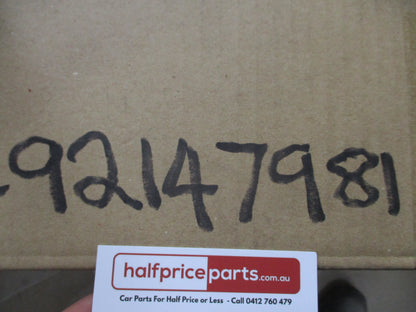 92147981
halfpriceparts.com.au
Car Parts For Half Price or Less - Call 0412 760 479